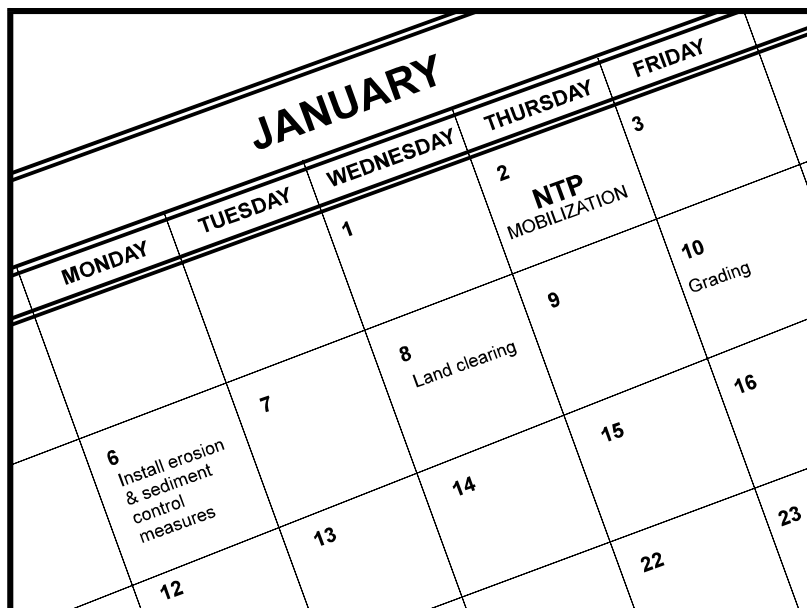 JANUARY
MONDAY
TUESDAY
WEDNESDAY
THURSDAY
FRIDAY
1
2
NTP
MOBILIZATION
3
6
Install erosion
& sediment
control
measures
7
8
Land clearing
9
10
Grading
12
13
14
15
16
22
23